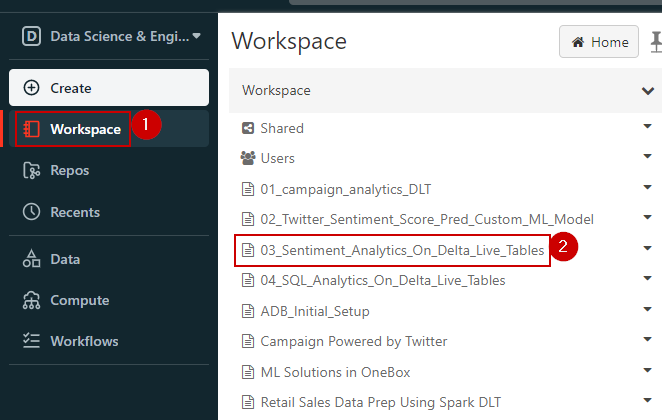 Data Science & Engi...
Create
Workspace
1
Repos
Recents
Data
Compute
Workflows
Workspace
Home
Workspace
Shared
Users
01_campaign_analytics_DLT
02_Twitter_Sentiment_Score_Pred_Custom_ML_Model
03_Sentiment_Analytics_On_Delta_Live_Tables
2
04_SQL_Analytics_On_Delta_Live_Tables
ADB_Initial_Setup
Campaign Powered by Twitter
ML Solutions in OneBox
Retail Sales Data Prep Using Spark DLT